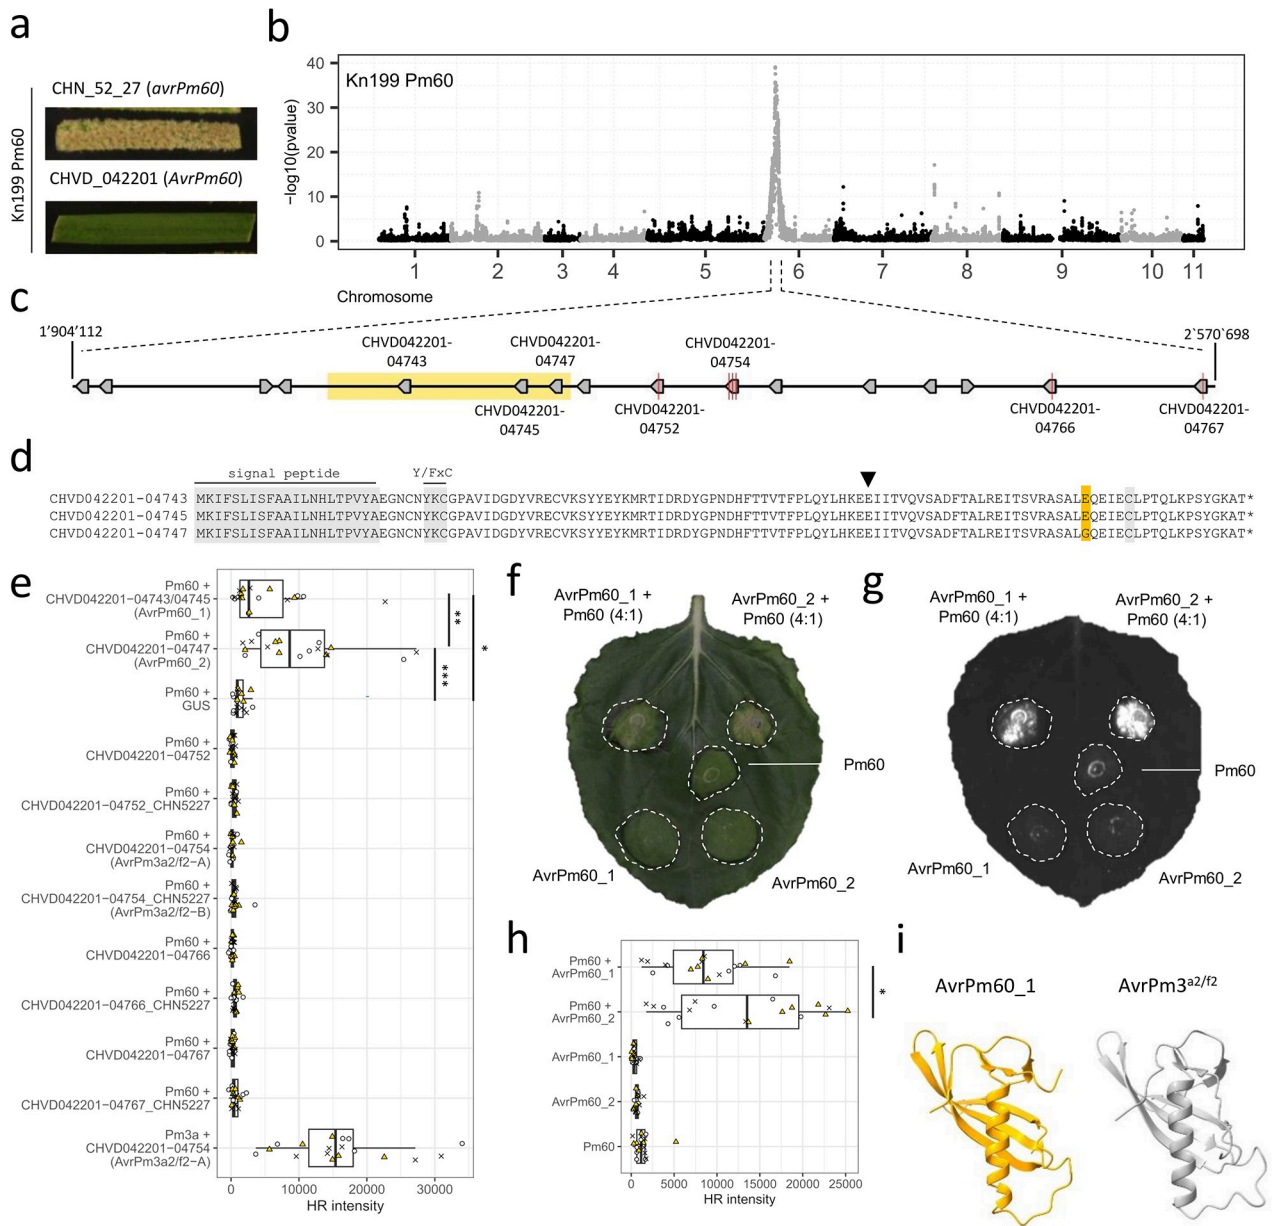 a
b
Kn199 Pm60
CHN_52_27 (avrPm60)
CHVD_042201 (AvrPm60)
Kn199 Pm60
−log10(pvalue)
40
30
20
10
0
1 2 3 4 5 6 7 8 9 10 11
Chromosome
c
1'904'112
2`570`698
CHVD042201-
04743
CHVD042201-
04747
CHVD042201-
04754
CHVD042201-
04745
CHVD042201-
04752
CHVD042201-
04766
CHVD042201-
04767
d
signal peptide Y/FxC
CHVD042201-04743 MKIFSLISFAAILNHLTPVYAEGNCNYKCGPAVIDGDYVRECVKSYYEYKMRTIDRDYGPNDHFTTVTFPLQYLHKEEIITVQVSADFTALREITSVRASALEQEIECLPTQLKPSYGKAT*
CHVD042201-04745 MKIFSLISFAAILNHLTPVYAEGNCNYKCGPAVIDGDYVRECVKSYYEYKMRTIDRDYGPNDHFTTVTFPLQYLHKEEIITVQVSADFTALREITSVRASALEQEIECLPTQLKPSYGKAT*
CHVD042201-04747 MKIFSLISFAAILNHLTPVYAEGNCNYKCGPAVIDGDYVRECVKSYYEYKMRTIDRDYGPNDHFTTVTFPLQYLHKEEIITVQVSADFTALREITSVRASALGQEIECLPTQLKPSYGKAT*
e
Pm60 +
CHVD042201−04743/04745
(AvrPm60_1)
Pm60 +
CHVD042201−04747
(AvrPm60_2)
Pm60 +
GUS
Pm60 +
CHVD042201−04752
Pm60 +
CHVD042201−04752_CHN5227
Pm60 +
CHVD042201−04754
(AvrPm3a2/f2−A)
Pm60 +
CHVD042201−04754_CHN5227
(AvrPm3a2/f2−B)
Pm60 +
CHVD042201−04766
Pm60 +
CHVD042201−04766_CHN5227
Pm60 +
CHVD042201−04767
Pm60 +
CHVD042201−04767_CHN5227
Pm3a +
CHVD042201−04754
(AvrPm3a2/f2−A)
**
***
*
0 10000 20000 30000
HR intensity
f
AvrPm60_1 +
Pm60 (4:1)
AvrPm60_2 +
Pm60 (4:1)
Pm60
AvrPm60_1
AvrPm60_2
g
AvrPm60_1 +
Pm60 (4:1)
AvrPm60_2 +
Pm60 (4:1)
Pm60
AvrPm60_1
AvrPm60_2
h
Pm60 +
AvrPm60_1
Pm60 +
AvrPm60_2
AvrPm60_1
AvrPm60_2
Pm60
*
0 5000 10000 15000 20000 25000
HR intensity
i
AvrPm60_1
AvrPm3a2/f2